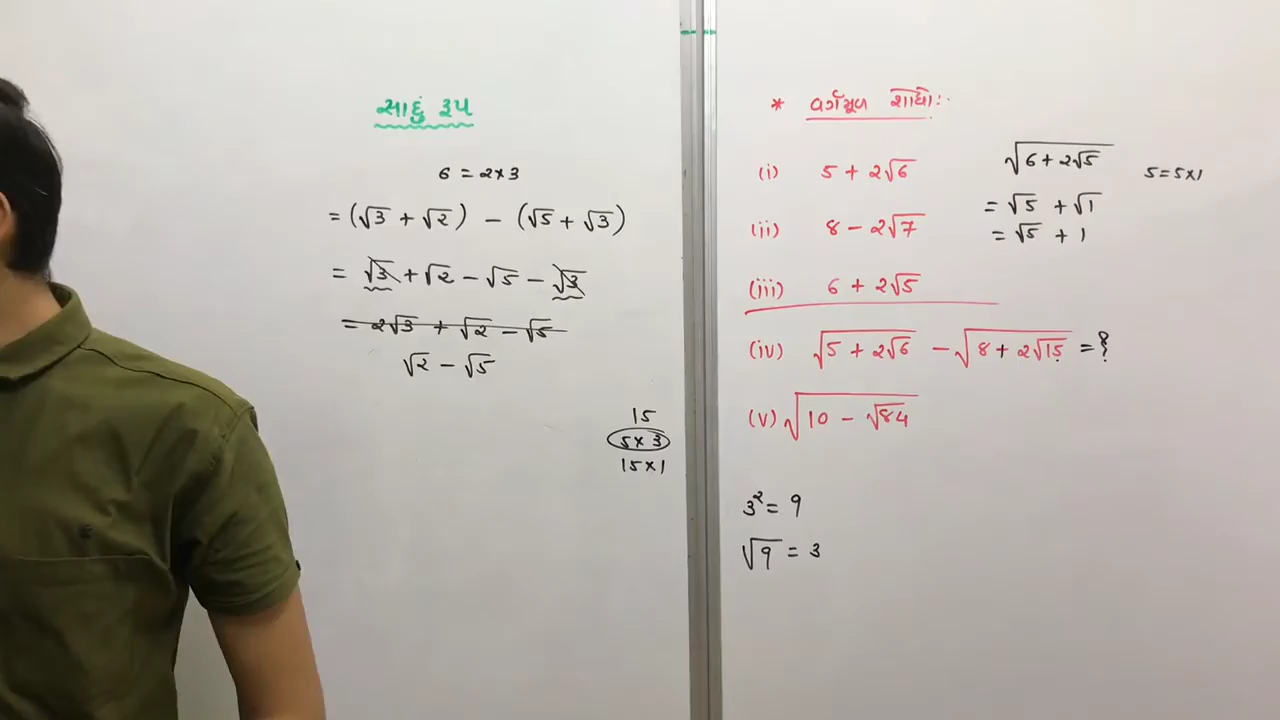 સાદું રૂપ
6 = 2×3
= (√3 + √2) − (√5 + √3)
= √3 + √2 − √5 − √3
= 2√3 + √2 − √5
√2 − √5
15
5×3
15×1
* વર્ગમૂળ શોધો:
(i) 5 + 2√6
(ii) 8 − 2√7
(iii) 6 + 2√5
(iv) √(5 + 2√6) − √(8 + 2√15) = ?
(v) √(10 − √84)
3² = 9
√9 = 3
√(6 + 2√5)
5 = 5×1
= √5 + √1
= √5 + 1